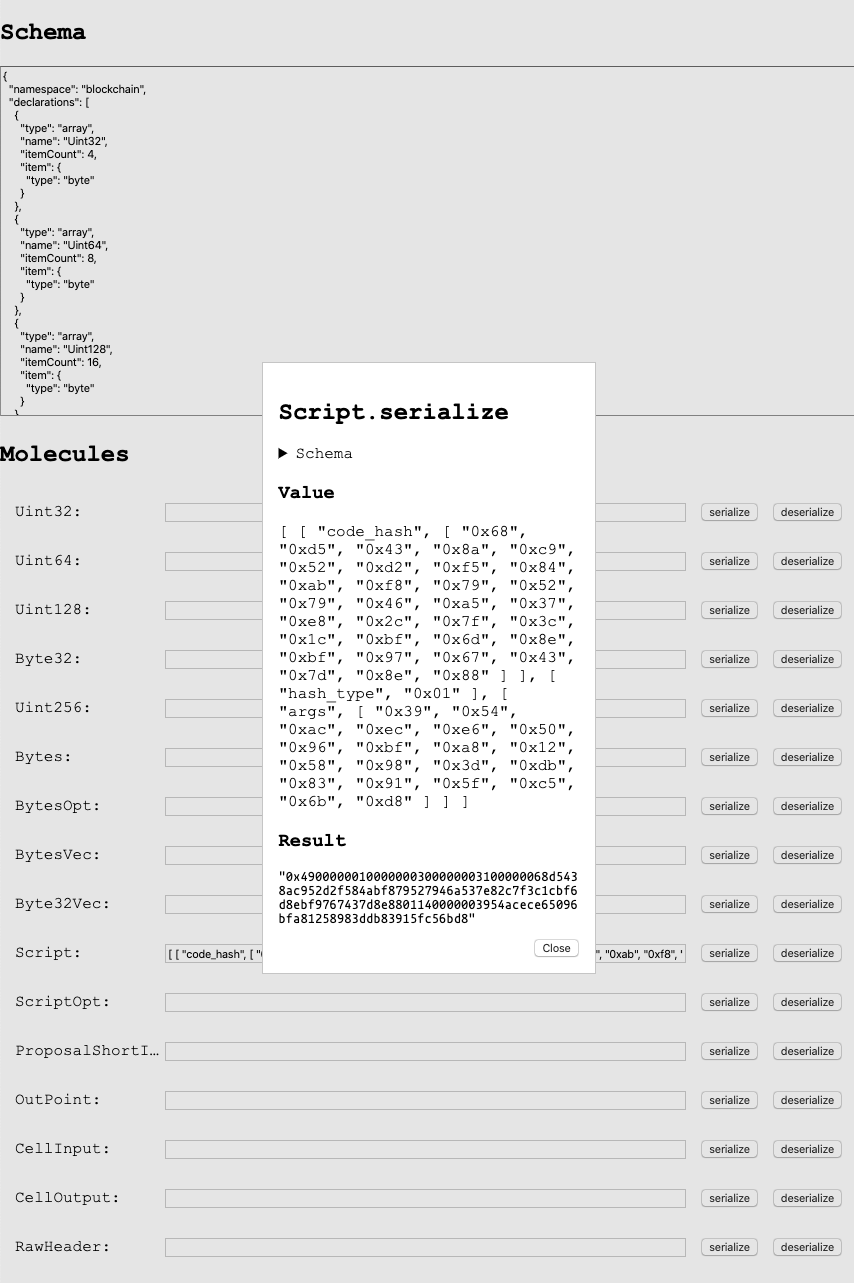 Schema
{
"namespace": "blockchain",
"declarations": [
{
"type": "array",
"name": "Uint32",
"itemCount": 4,
"item": {
"type": "byte"
}
},
{
"type": "array",
"name": "Uint64",
"itemCount": 8,
"item": {
"type": "byte"
}
},
{
"type": "array",
"name": "Uint128",
"itemCount": 16,
"item": {
"type": "byte"
}
}
Script.serialize
▶ Schema
Value
[ [ "code_hash", [ "0x68",
"0xd5", "0x43", "0x8a", "0xc9",
"0x52", "0xd2", "0xf5", "0x84",
"0xab", "0xf8", "0x79", "0x52",
"0x79", "0x46", "0xa5", "0x37",
"0xe8", "0x2c", "0x7f", "0x3c",
"0x1c", "0xbf", "0x6d", "0x8e",
"0xbf", "0x97", "0x67", "0x43",
"0x7d", "0x8e", "0x88" ] ], [
"hash_type", "0x01" ], [
"args", [ "0x39", "0x54",
"0xac", "0xec", "0xe6", "0x50",
"0x96", "0xbf", "0xa8", "0x12",
"0x58", "0x98", "0x3d", "0xdb",
"0x83", "0x91", "0x5f", "0xc5",
"0x6b", "0xd8" ] ] ]
Result
"0x490000001000000030000000310000006​8d543
8ac952d2f584abf879527946a537e82c7f3c1cbf6
d8ebf9767437d8e8801140000003954acece65096
bfa81258983ddb83915fc56bd8"
Close
Molecules
Uint32: serialize deserialize
Uint64: serialize deserialize
Uint128: serialize deserialize
Byte32: serialize deserialize
Uint256: serialize deserialize
Bytes: serialize deserialize
BytesOpt: serialize deserialize
BytesVec: serialize deserialize
Byte32Vec: serialize deserialize
Script: [ [ "code_hash", [ "0 ", "0xab", "0xf8", ' serialize deserialize
ScriptOpt: serialize deserialize
ProposalShortI… serialize deserialize
OutPoint: serialize deserialize
CellInput: serialize deserialize
CellOutput: serialize deserialize
RawHeader: serialize deserialize